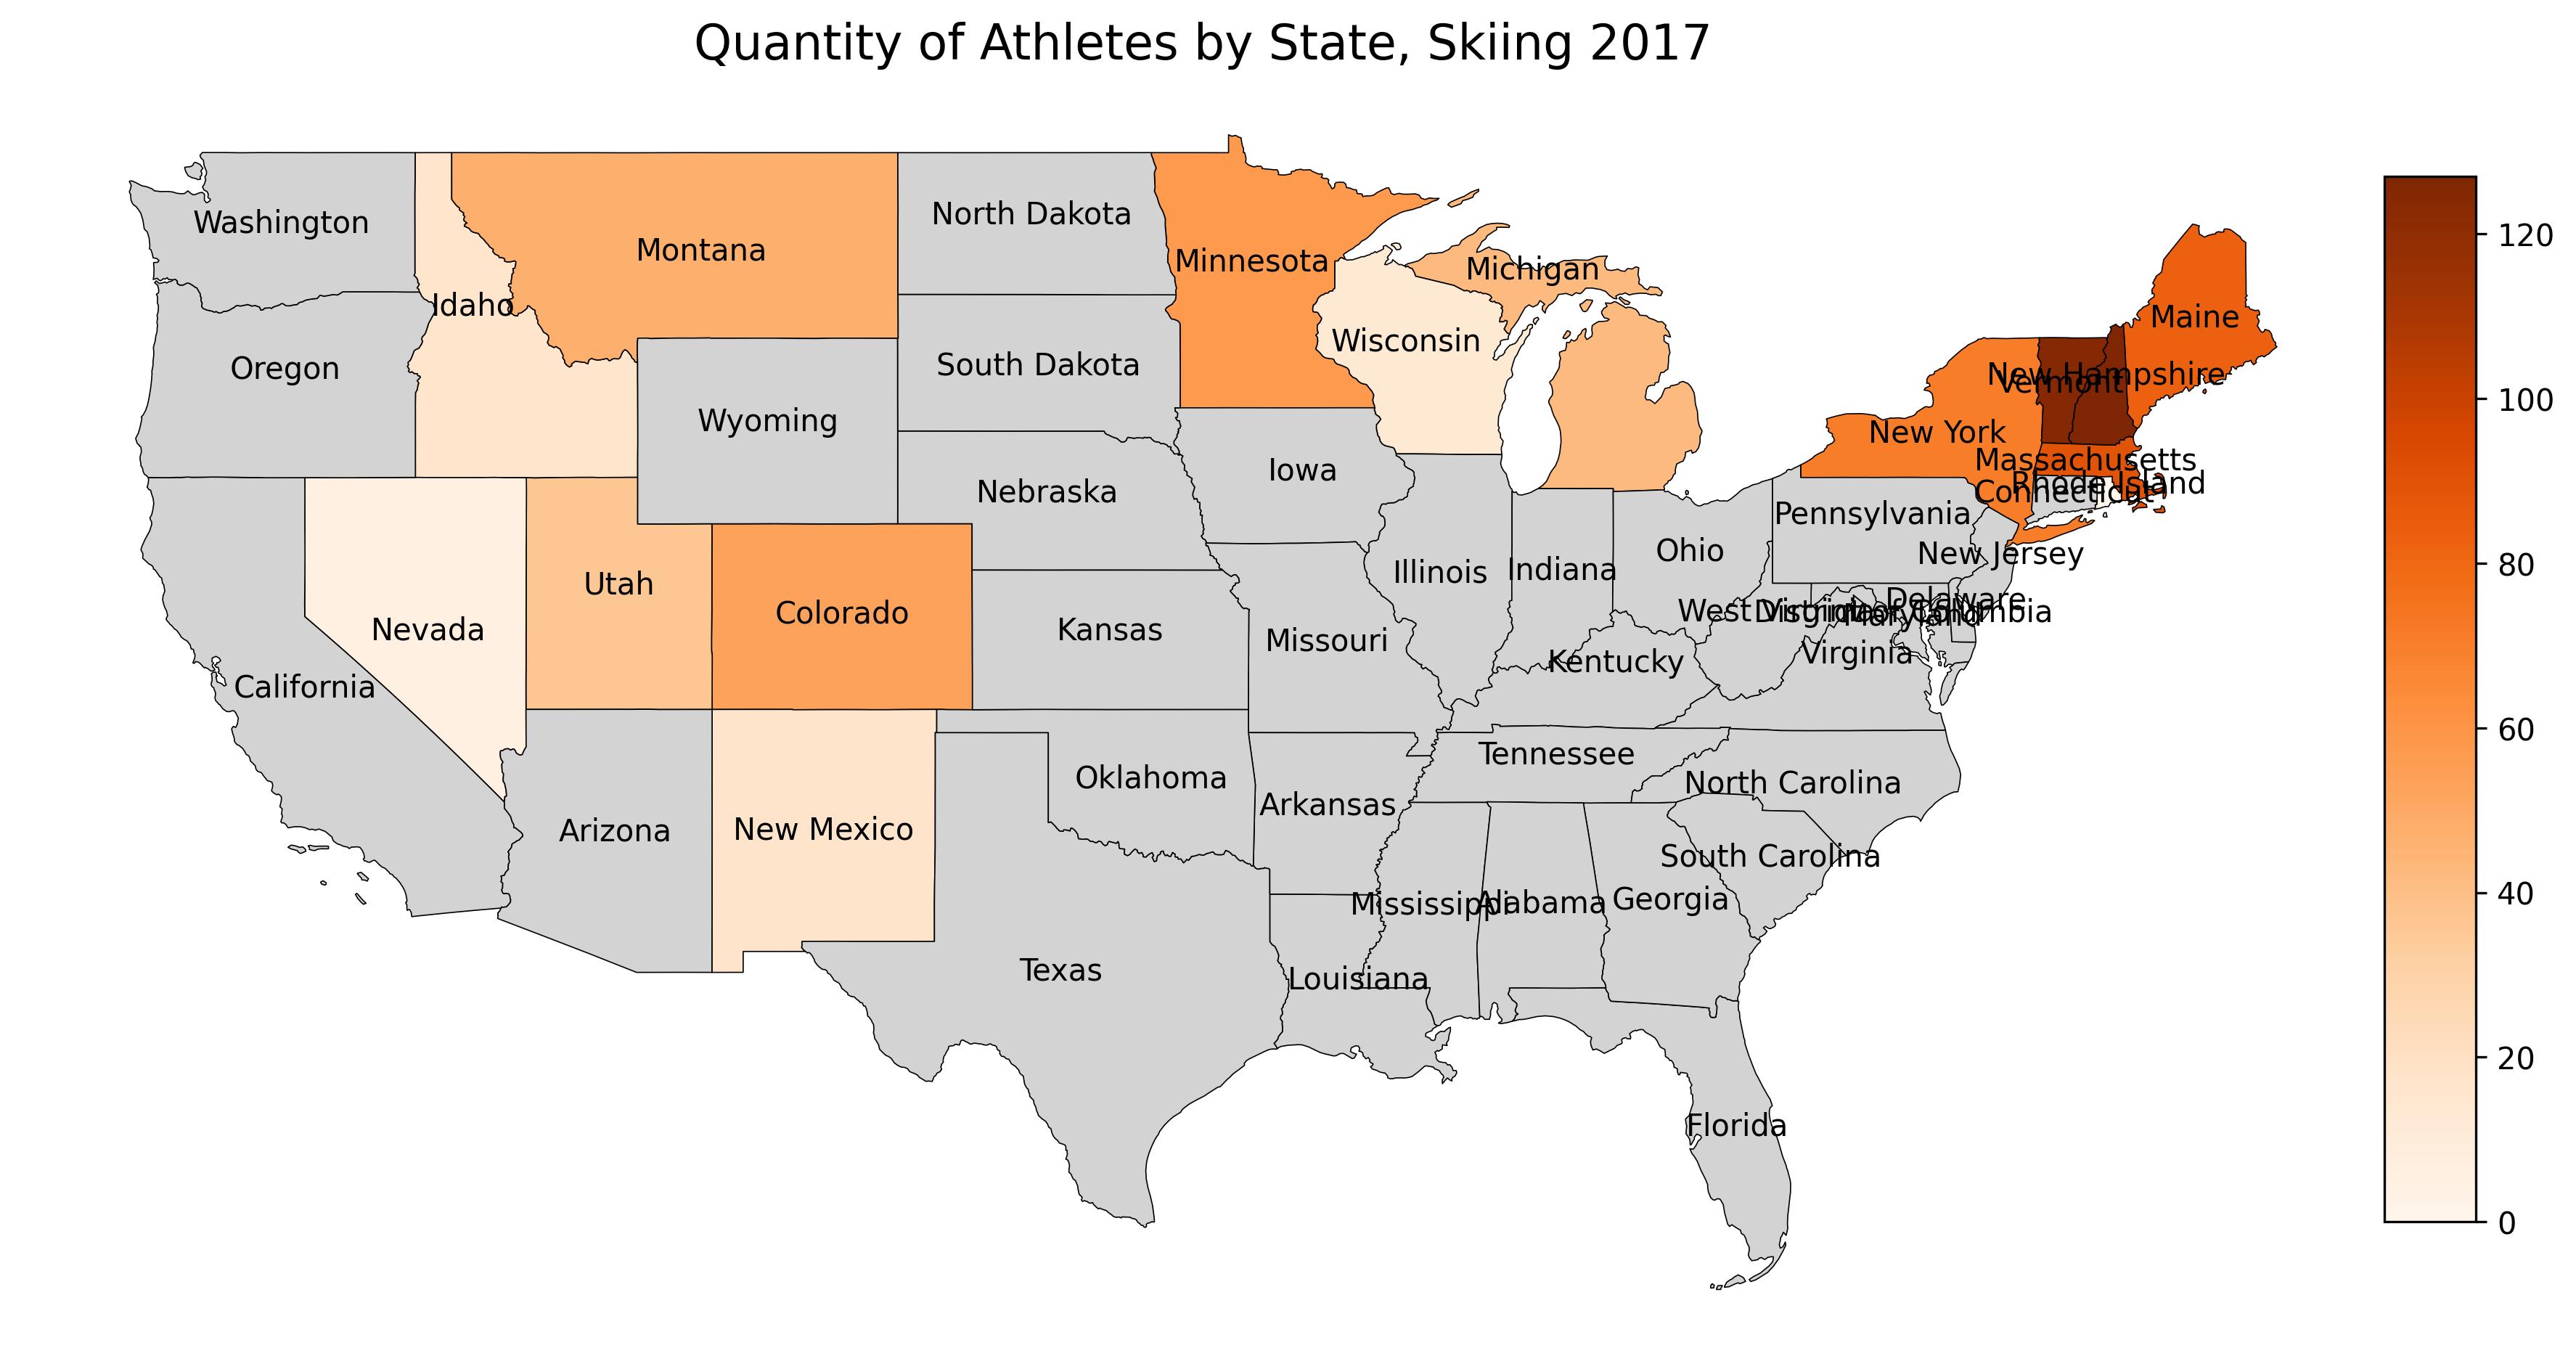 Quantity of Athletes by State, Skiing 2017
Washington
Montana
North Dakota
Minnesota
Michigan
Idaho
Maine
Oregon
South Dakota
Wisconsin
New Hampshire
Vermont
Wyoming
New York
Iowa
Massachusetts
Nebraska
Rhode Island
Connecticut
Pennsylvania
Ohio
New Jersey
Utah
Illinois
Indiana
Colorado
Delaware
West Virginia
District of Columbia
Maryland
Nevada
Kansas
Missouri
Kentucky
Virginia
California
Tennessee
Oklahoma
North Carolina
Arkansas
Arizona
New Mexico
South Carolina
Mississippi
Alabama
Georgia
Texas
Louisiana
Florida
120
100
80
60
40
20
0